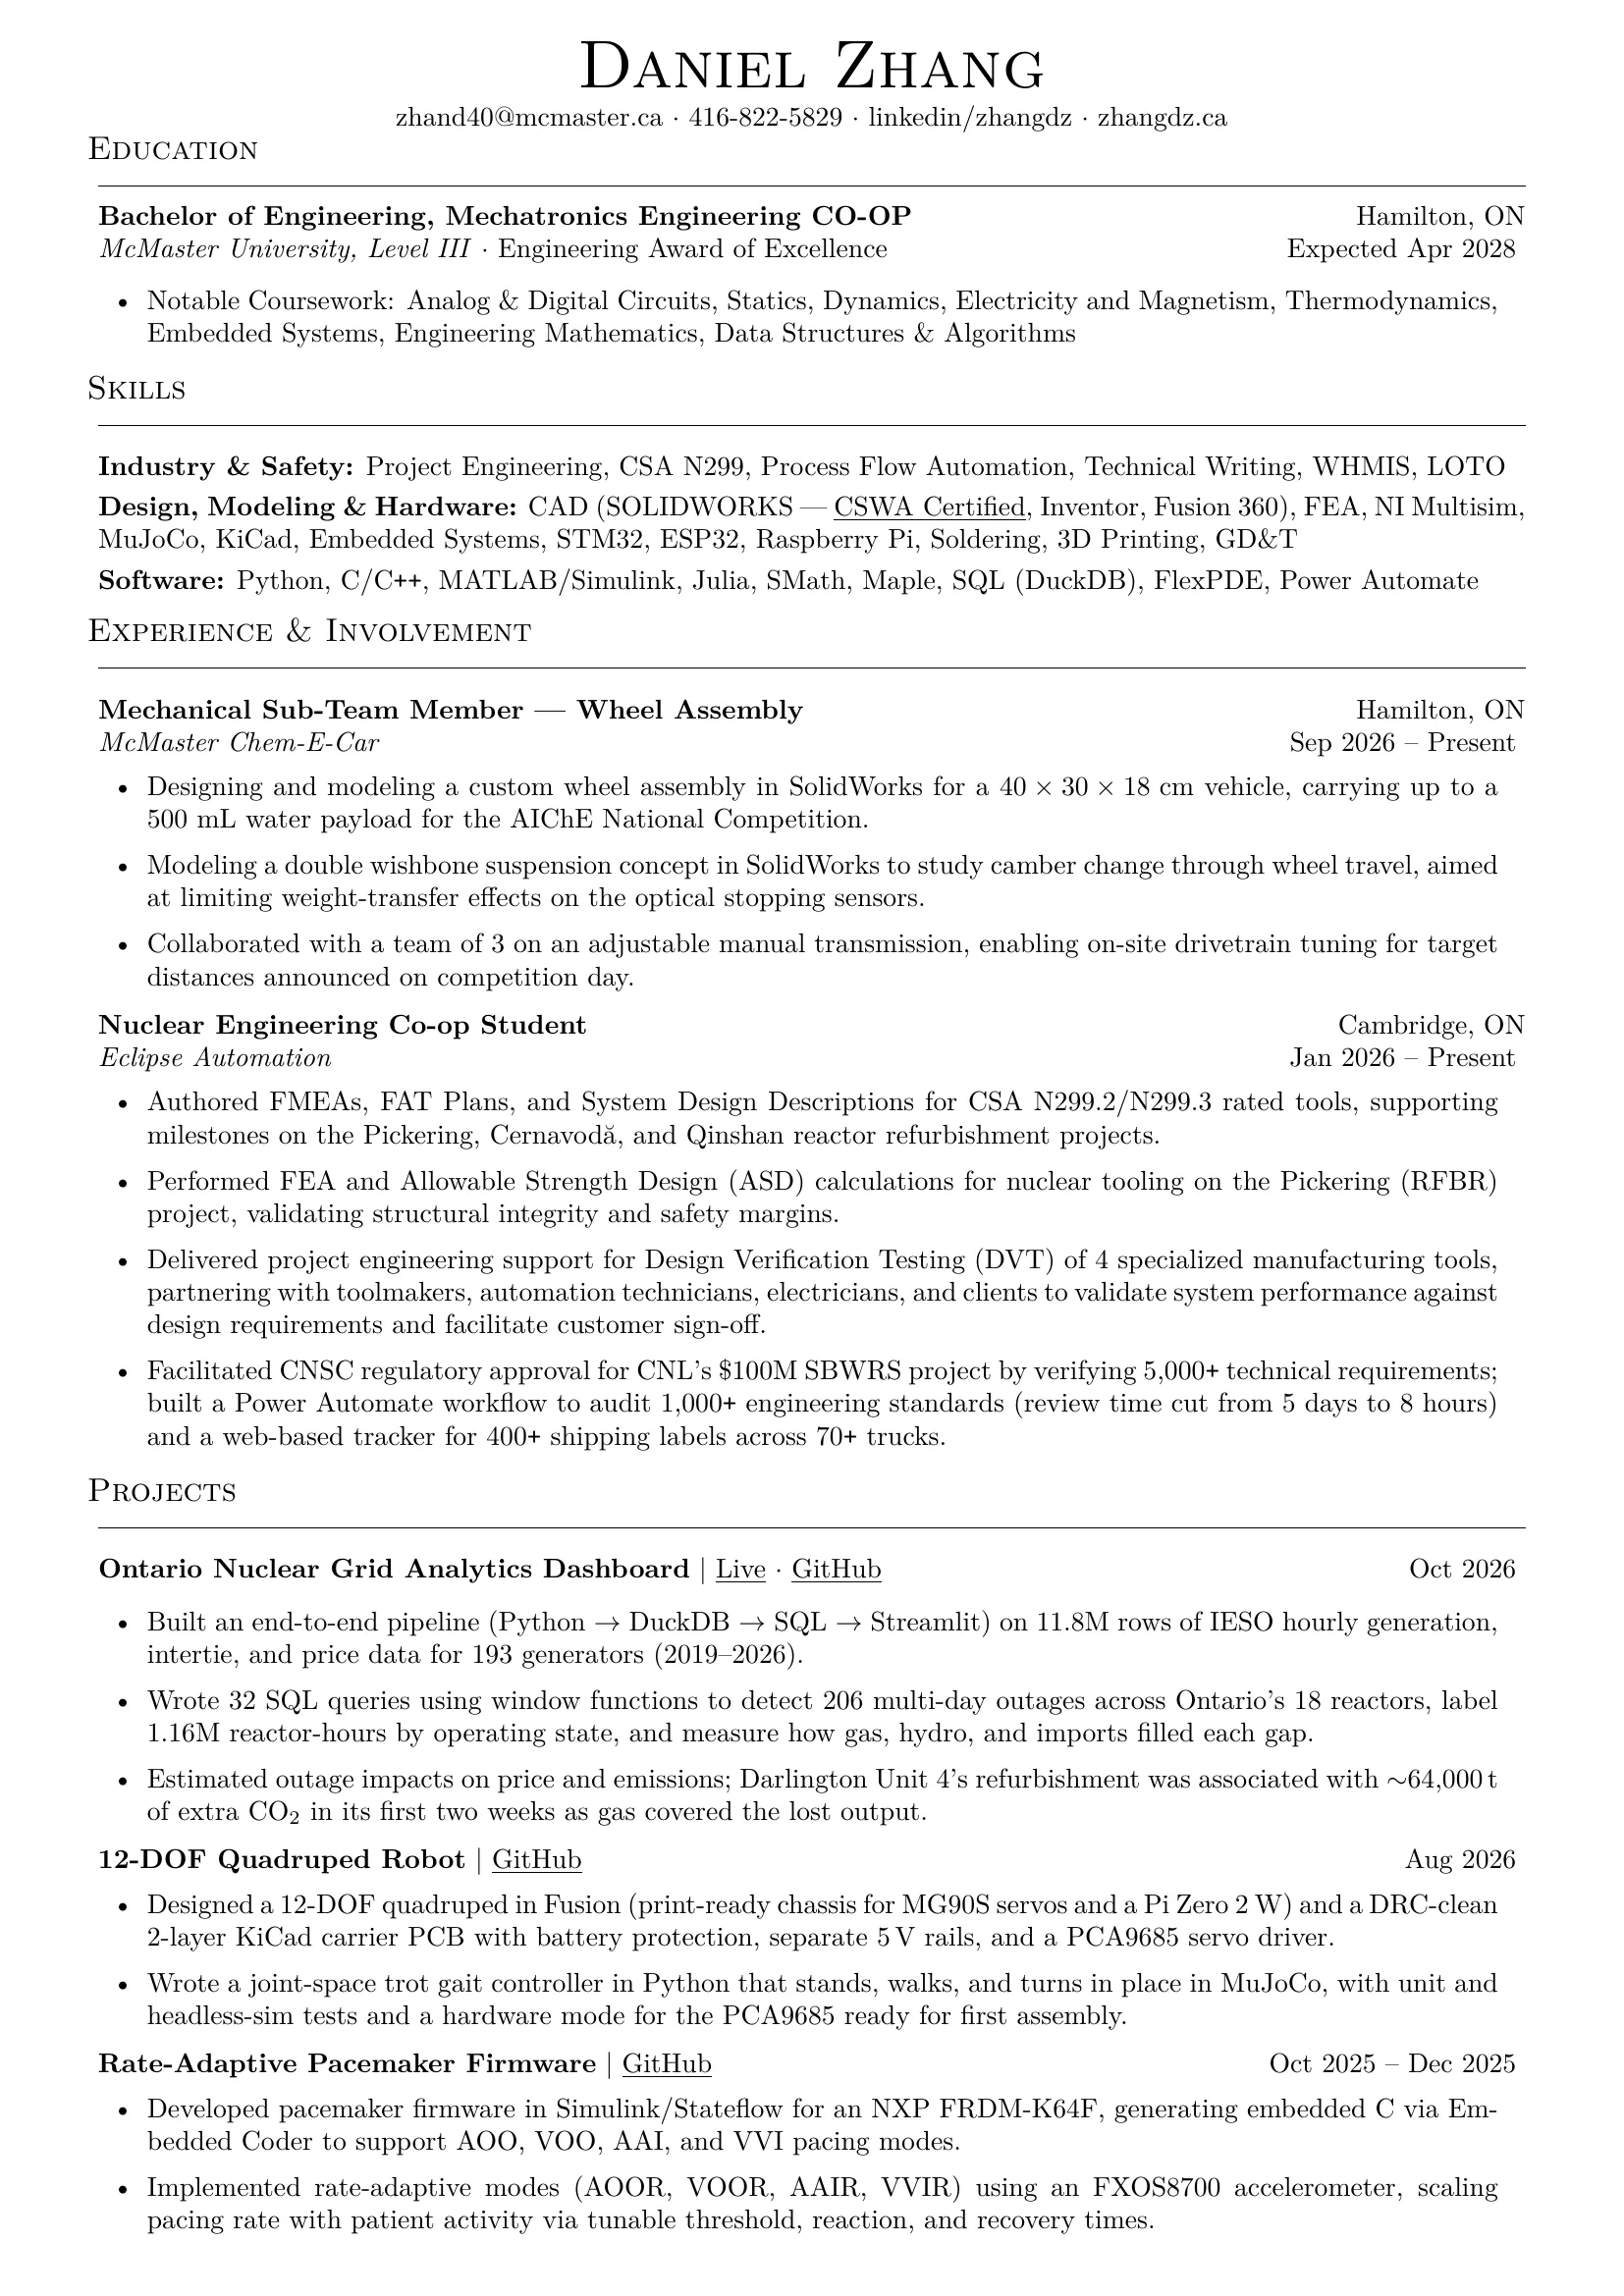 Daniel Zhang
zhand40@mcmaster.ca · 416-822-5829 · linkedin/zhangdz · zhangdz.ca
Education
Bachelor of Engineering, Mechatronics Engineering CO-OP Hamilton, ON
McMaster University, Level III · Engineering Award of Excellence Expected Apr 2028
• Notable Coursework: Analog & Digital Circuits, Statics, Dynamics, Electricity and Magnetism, Thermodynamics,
Embedded Systems, Engineering Mathematics, Data Structures & Algorithms
Skills
Industry & Safety: Project Engineering, CSA N299, Process Flow Automation, Technical Writing, WHMIS, LOTO
Design, Modeling & Hardware: CAD (SOLIDWORKS — CSWA Certified, Inventor, Fusion 360), FEA, NI Multisim,
MuJoCo, KiCad, Embedded Systems, STM32, ESP32, Raspberry Pi, Soldering, 3D Printing, GD&T
Software: Python, C/C++, MATLAB/Simulink, Julia, SMath, Maple, SQL (DuckDB), FlexPDE, Power Automate
Experience & Involvement
Mechanical Sub-Team Member — Wheel Assembly Hamilton, ON
McMaster Chem-E-Car Sep 2026 – Present
• Designing and modeling a custom wheel assembly in SolidWorks for a 40 × 30 × 18 cm vehicle, carrying up to a
500 mL water payload for the AIChE National Competition.
• Modeling a double wishbone suspension concept in SolidWorks to study camber change through wheel travel, aimed
at limiting weight-transfer effects on the optical stopping sensors.
• Collaborated with a team of 3 on an adjustable manual transmission, enabling on-site drivetrain tuning for target
distances announced on competition day.
Nuclear Engineering Co-op Student Cambridge, ON
Eclipse Automation Jan 2026 – Present
• Authored FMEAs, FAT Plans, and System Design Descriptions for CSA N299.2/N299.3 rated tools, supporting
milestones on the Pickering, Cernavodă, and Qinshan reactor refurbishment projects.
• Performed FEA and Allowable Strength Design (ASD) calculations for nuclear tooling on the Pickering (RFBR)
project, validating structural integrity and safety margins.
• Delivered project engineering support for Design Verification Testing (DVT) of 4 specialized manufacturing tools,
partnering with toolmakers, automation technicians, electricians, and clients to validate system performance against
design requirements and facilitate customer sign-off.
• Facilitated CNSC regulatory approval for CNL's $100M SBWRS project by verifying 5,000+ technical requirements;
built a Power Automate workflow to audit 1,000+ engineering standards (review time cut from 5 days to 8 hours)
and a web-based tracker for 400+ shipping labels across 70+ trucks.
Projects
Ontario Nuclear Grid Analytics Dashboard | Live · GitHub Oct 2026
• Built an end-to-end pipeline (Python → DuckDB → SQL → Streamlit) on 11.8M rows of IESO hourly generation,
intertie, and price data for 193 generators (2019–2026).
• Wrote 32 SQL queries using window functions to detect 206 multi-day outages across Ontario's 18 reactors, label
1.16M reactor-hours by operating state, and measure how gas, hydro, and imports filled each gap.
• Estimated outage impacts on price and emissions; Darlington Unit 4's refurbishment was associated with ~64,000 t
of extra CO₂ in its first two weeks as gas covered the lost output.
12-DOF Quadruped Robot | GitHub Aug 2026
• Designed a 12-DOF quadruped in Fusion (print-ready chassis for MG90S servos and a Pi Zero 2 W) and a DRC-clean
2-layer KiCad carrier PCB with battery protection, separate 5 V rails, and a PCA9685 servo driver.
• Wrote a joint-space trot gait controller in Python that stands, walks, and turns in place in MuJoCo, with unit and
headless-sim tests and a hardware mode for the PCA9685 ready for first assembly.
Rate-Adaptive Pacemaker Firmware | GitHub Oct 2025 – Dec 2025
• Developed pacemaker firmware in Simulink/Stateflow for an NXP FRDM-K64F, generating embedded C via Em-
bedded Coder to support AOO, VOO, AAI, and VVI pacing modes.
• Implemented rate-adaptive modes (AOOR, VOOR, AAIR, VVIR) using an FXOS8700 accelerometer, scaling
pacing rate with patient activity via tunable threshold, reaction, and recovery times.